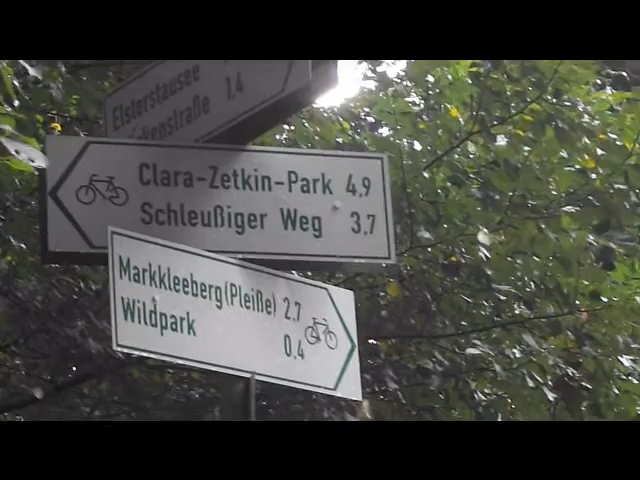 Elsterstausee
1.4
Clara-Zetkin-Park 4.9
Schleußiger Weg 3.7
Markkleeberg(Pleiße) 2.7
Wildpark 0.4